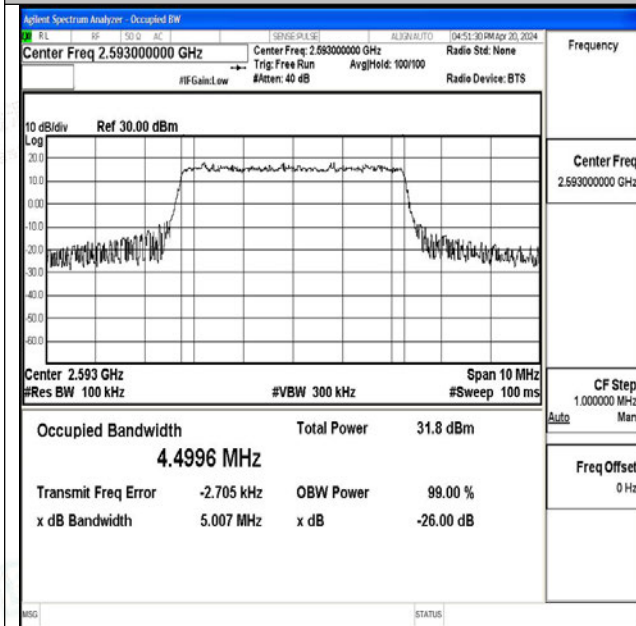 Agilent Spectrum Analyzer - Occupied BW
RL RF 50 Ω AC SENSE:PULSE ALIGNAUTO 04:51:30 PM Apr 20, 2024
Center Freq 2.593000000 GHz
Center Freq: 2.593000000 GHz
Radio Std: None
Trig: Free Run Avg|Hold: 100/100
#IFGain:Low #Atten: 40 dB Radio Device: BTS
10 dB/div Ref 30.00 dBm
Log
20.0
10.0
0.00
-10.0
-20.0
-30.0
-40.0
-50.0
-60.0
Center 2.593 GHz Span 10 MHz
#Res BW 100 kHz #VBW 300 kHz #Sweep 100 ms
Occupied Bandwidth Total Power 31.8 dBm
4.4996 MHz
Transmit Freq Error -2.705 kHz OBW Power 99.00 %
x dB Bandwidth 5.007 MHz x dB -26.00 dB
MSG STATUS
Frequency
Center Freq
2.593000000 GHz
CF Step
1.000000 MHz
Auto Man
Freq Offset
0 Hz